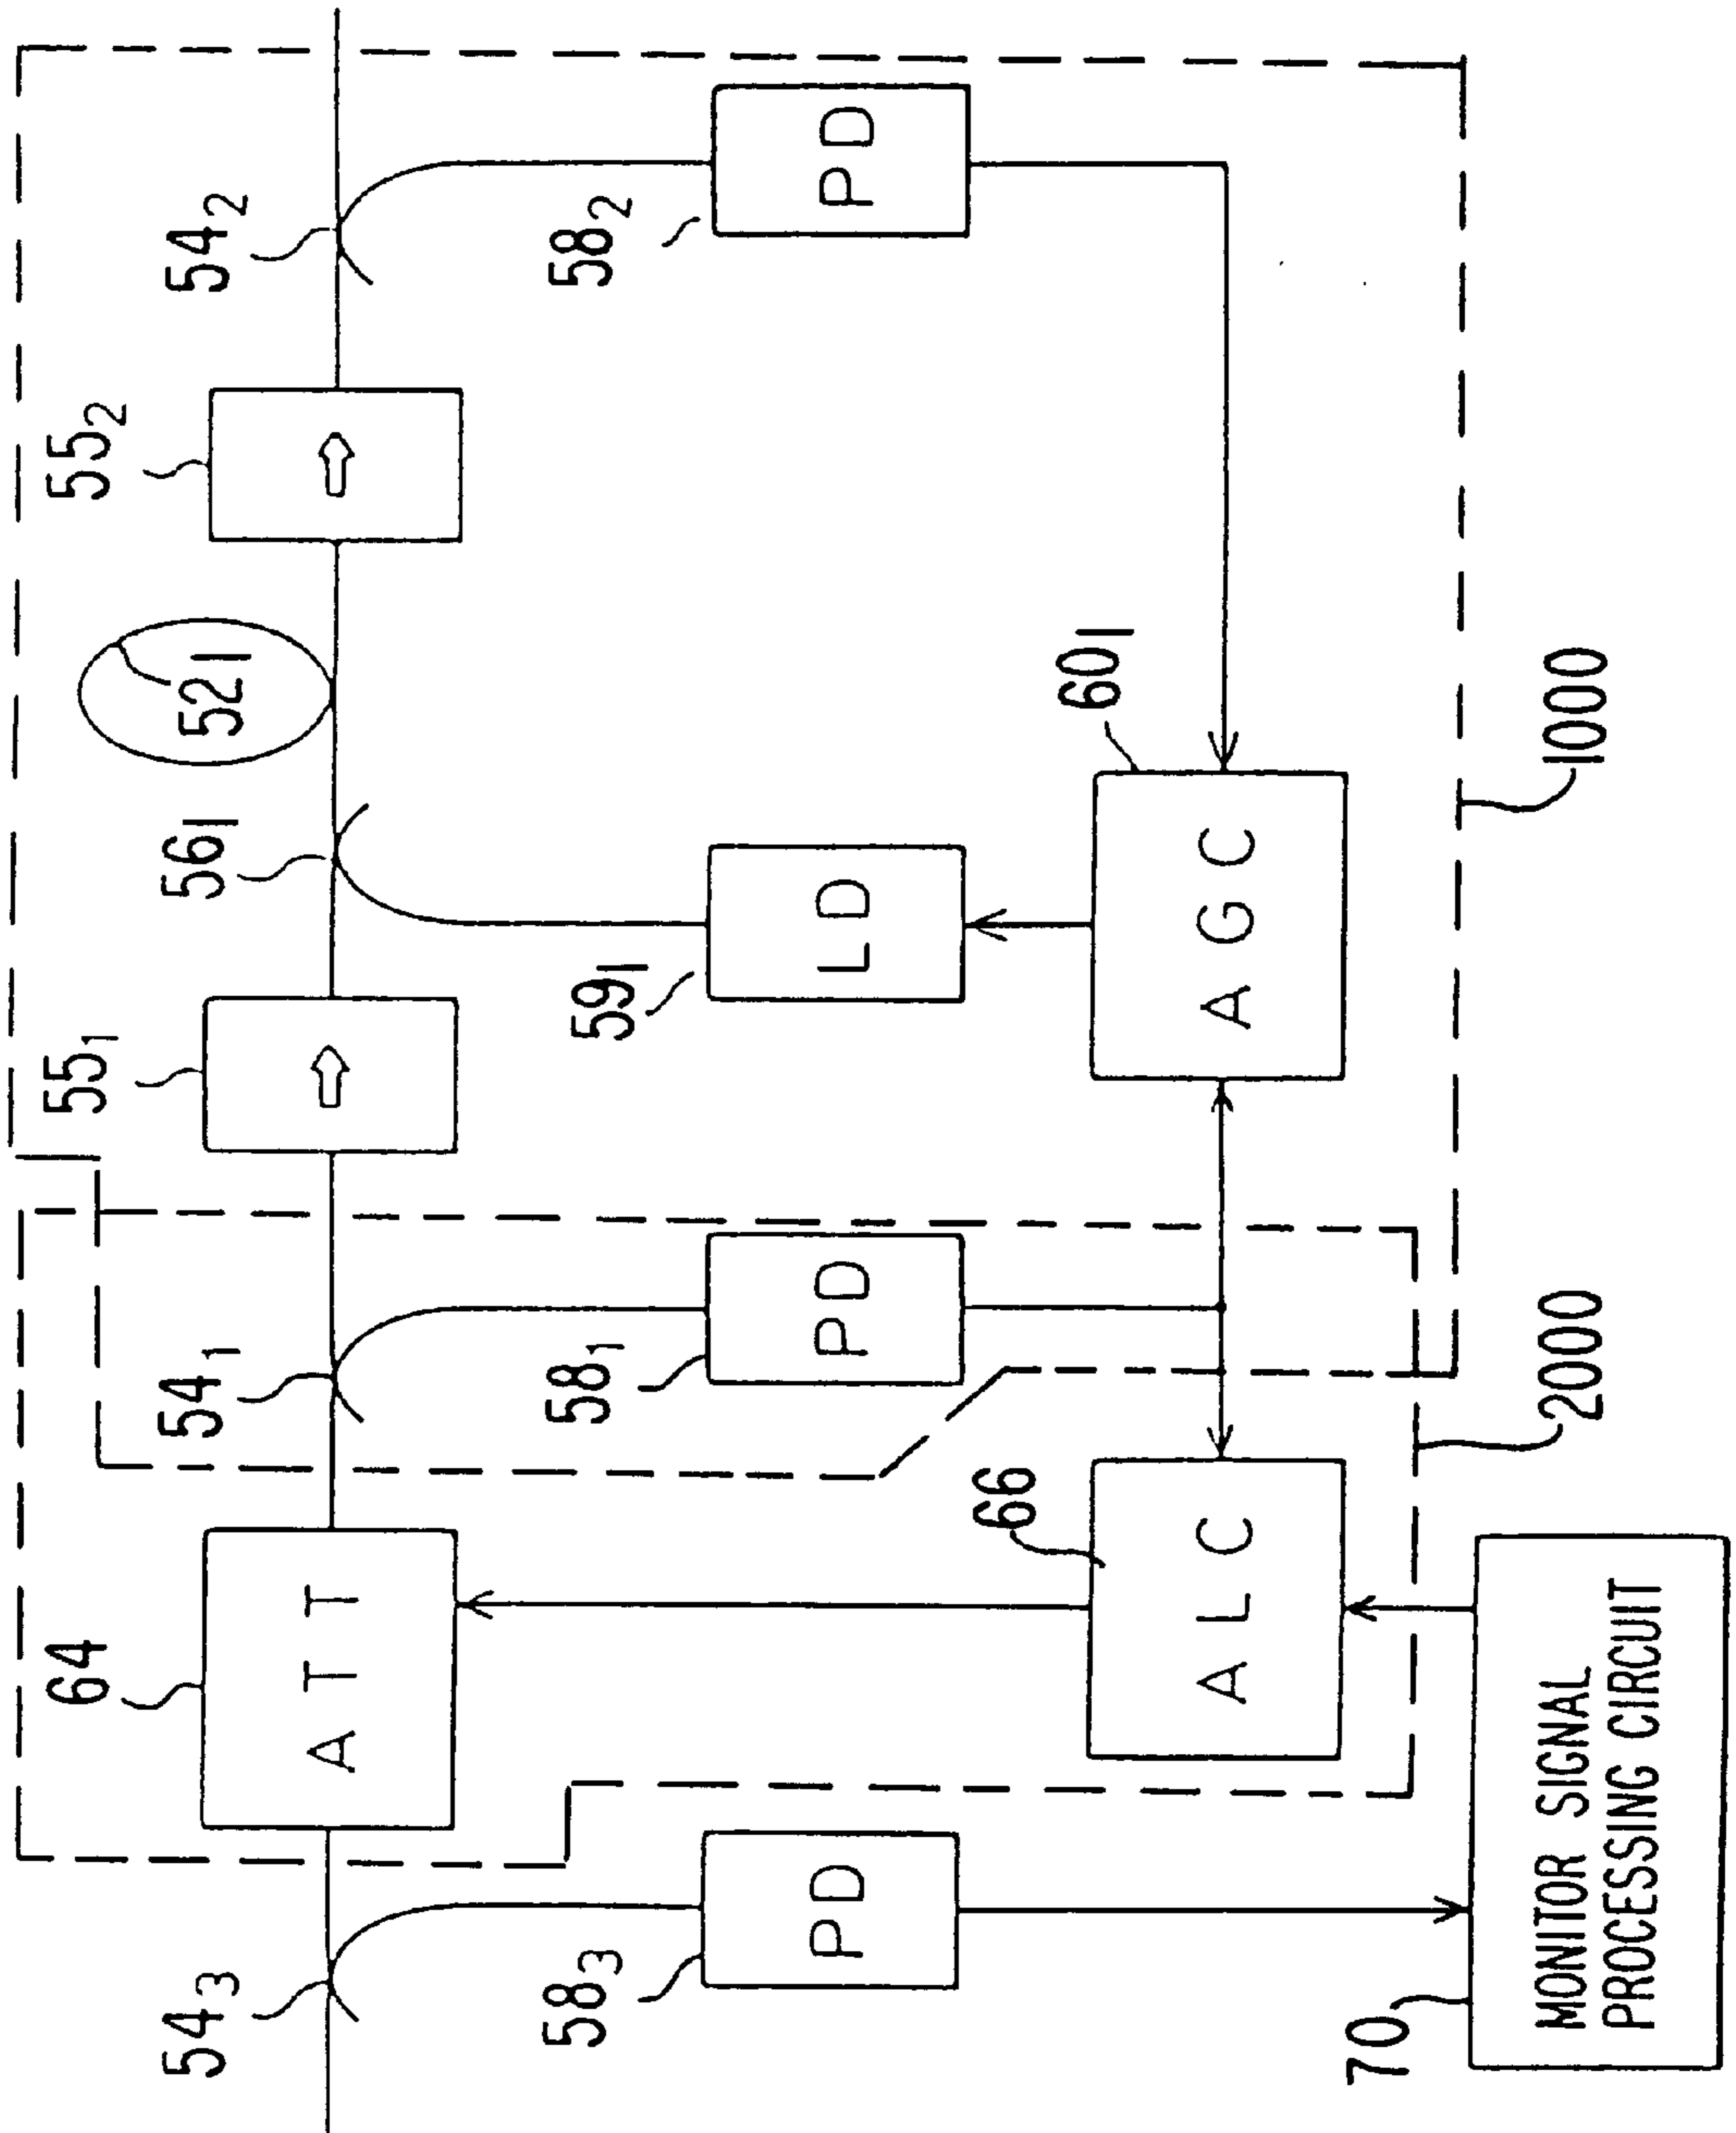 54₃
64
54₁
55₁
56₁
52₁
55₂
54₂
ATT
58₃
PD
58₁
PD
59₁
LD
58₂
PD
66
ALC
AGC
60₁
70
MONITOR SIGNAL
PROCESSING CIRCUIT
2000
1000